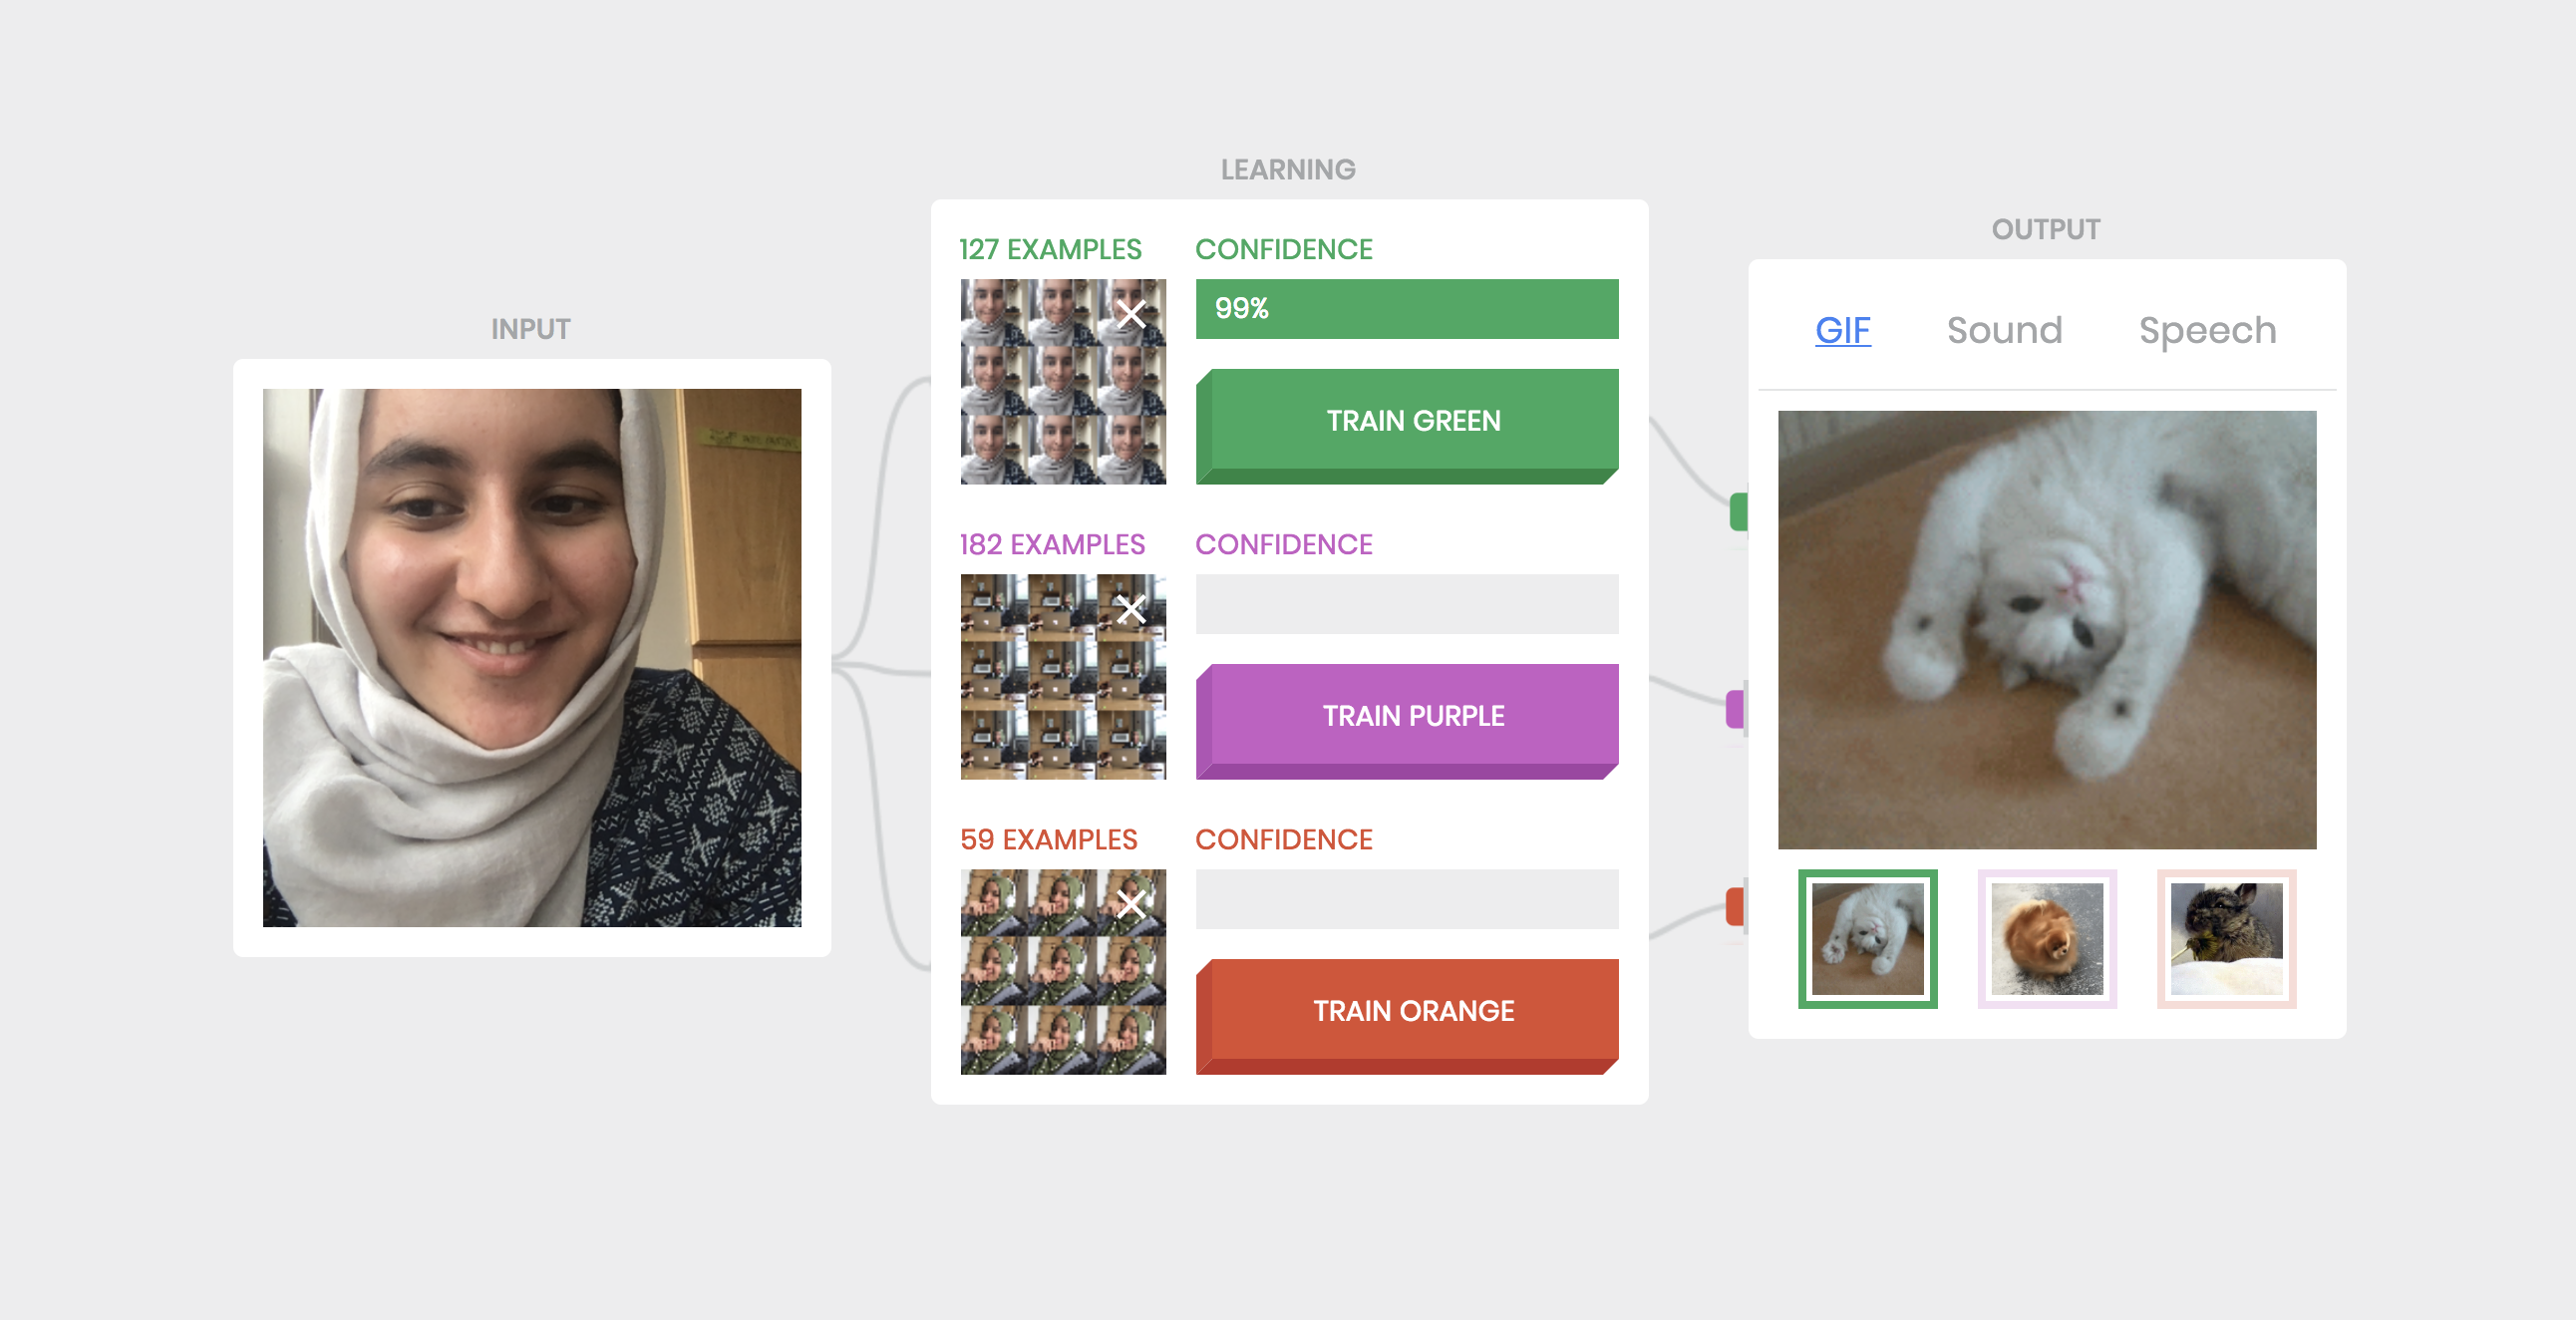 INPUT
LEARNING
127 EXAMPLES
CONFIDENCE
99%
TRAIN GREEN
182 EXAMPLES
CONFIDENCE
TRAIN PURPLE
59 EXAMPLES
CONFIDENCE
TRAIN ORANGE
OUTPUT
GIF
Sound
Speech